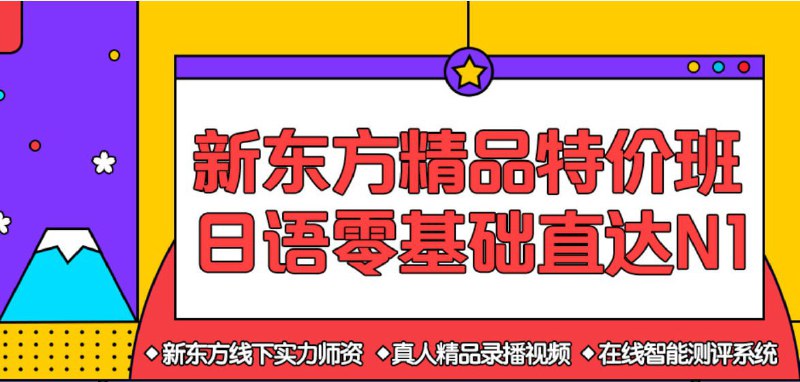 新东方精品特价班
日语零基础直达N1
◆新东方线下实力师资 ◆真人精品录播视频 ◆在线智能测评系统